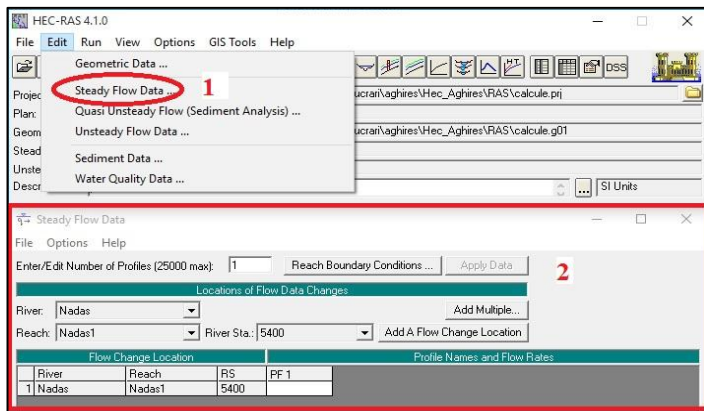 HEC-RAS 4.1.0
File Edit Run View Options GIS Tools Help
Geometric Data ...
Steady Flow Data ... 1
Quasi Unsteady Flow (Sediment Analysis) ...
Unsteady Flow Data ...
Sediment Data ...
Water Quality Data ...
DSS
Projec ucrari\aghires\Hec_Aghires\RAS\calcule.prj
Plan:
Geom ucrari\aghires\Hec_Aghires\RAS\calcule.g01
Stead
Unste
Descr ... SI Units
Steady Flow Data
File Options Help
Enter/Edit Number of Profiles (25000 max): 1 Reach Boundary Conditions ... Apply Data 2
Locations of Flow Data Changes
River: Nadas Add Multiple...
Reach: Nadas1 River Sta.: 5400 Add A Flow Change Location
Flow Change Location Profile Names and Flow Rates
River Reach RS PF 1
1 Nadas Nadas1 5400